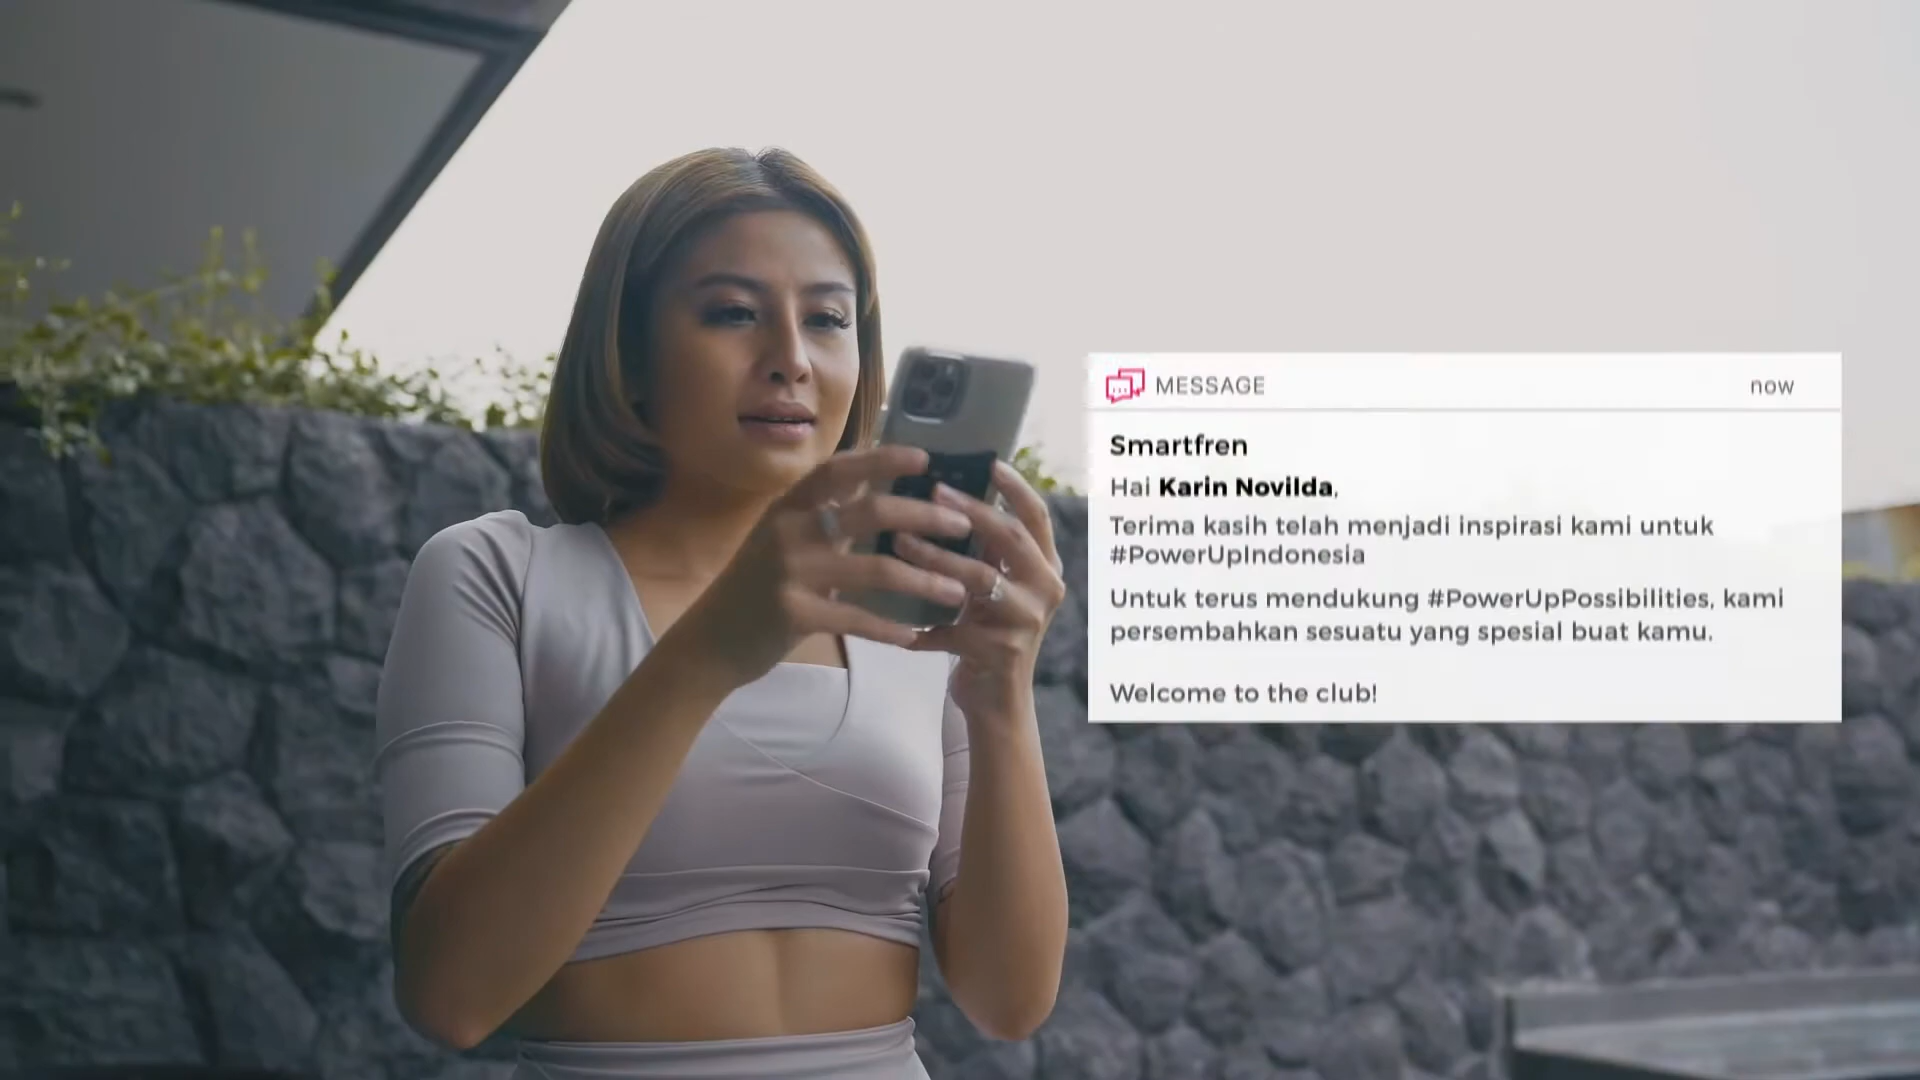 MESSAGE now
Smartfren
Hai Karin Novilda,
Terima kasih telah menjadi inspirasi kami untuk
#PowerUpIndonesia
Untuk terus mendukung #PowerUpPossibilities, kami
persembahkan sesuatu yang spesial buat kamu.
Welcome to the club!